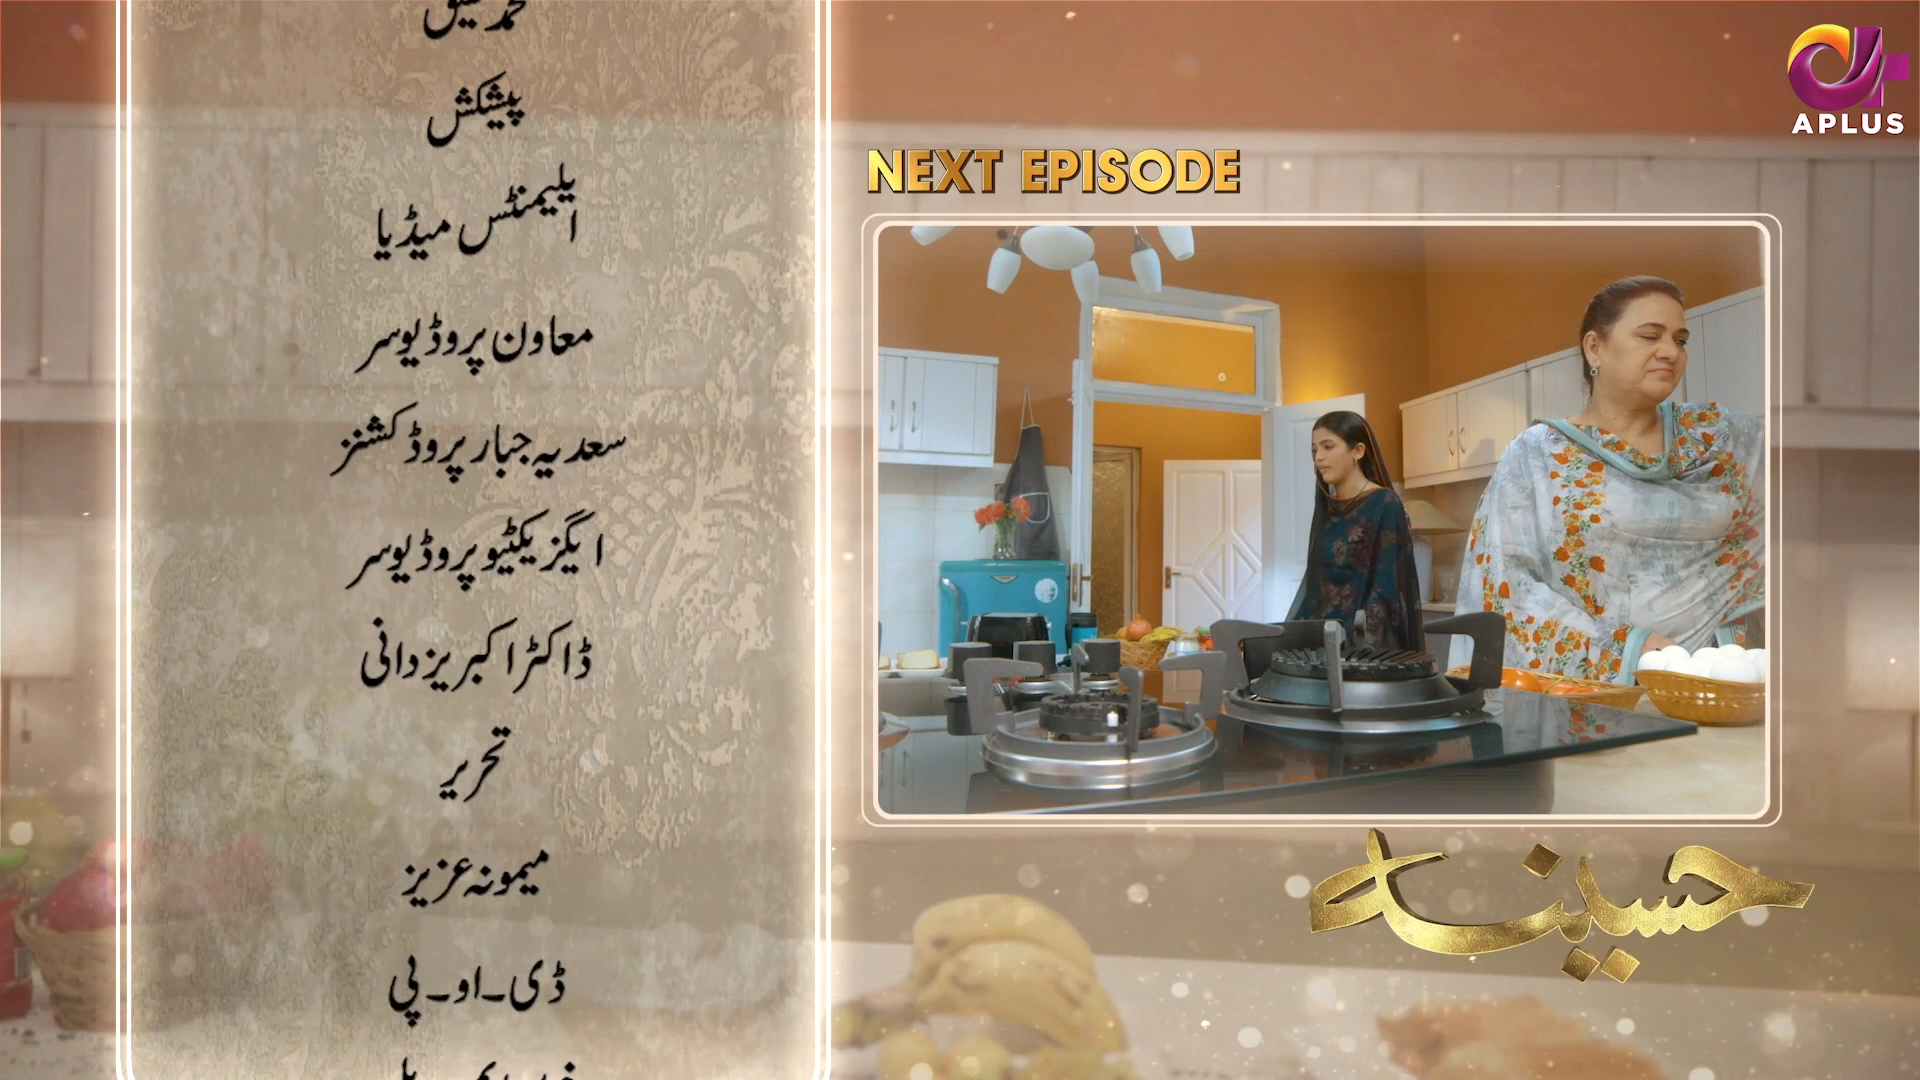 محمد
پیشکش
ایلیمنٹس میڈیا
معاون پروڈیوسر
سعدیہ جبار پروڈکشنز
ایگزیکٹیو پروڈیوسر
ڈاکٹر اکبر یزدانی
تحریر
میمونہ عزیز
ڈی۔او۔پی
APLUS
NEXT EPISODE
حسینہ